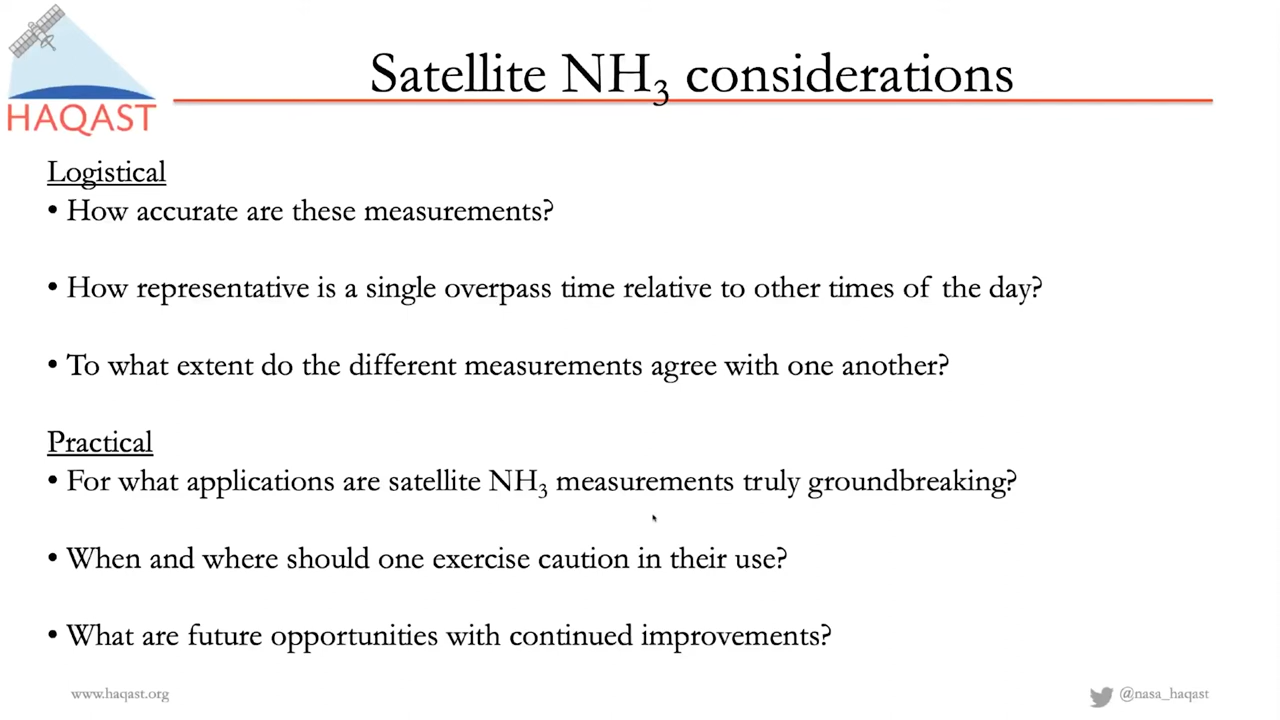 HAQAST
Satellite NH₃ considerations
Logistical
• How accurate are these measurements?
• How representative is a single overpass time relative to other times of the day?
• To what extent do the different measurements agree with one another?
Practical
• For what applications are satellite NH₃ measurements truly groundbreaking?
• When and where should one exercise caution in their use?
• What are future opportunities with continued improvements?
www.haqast.org
@nasa_haqast